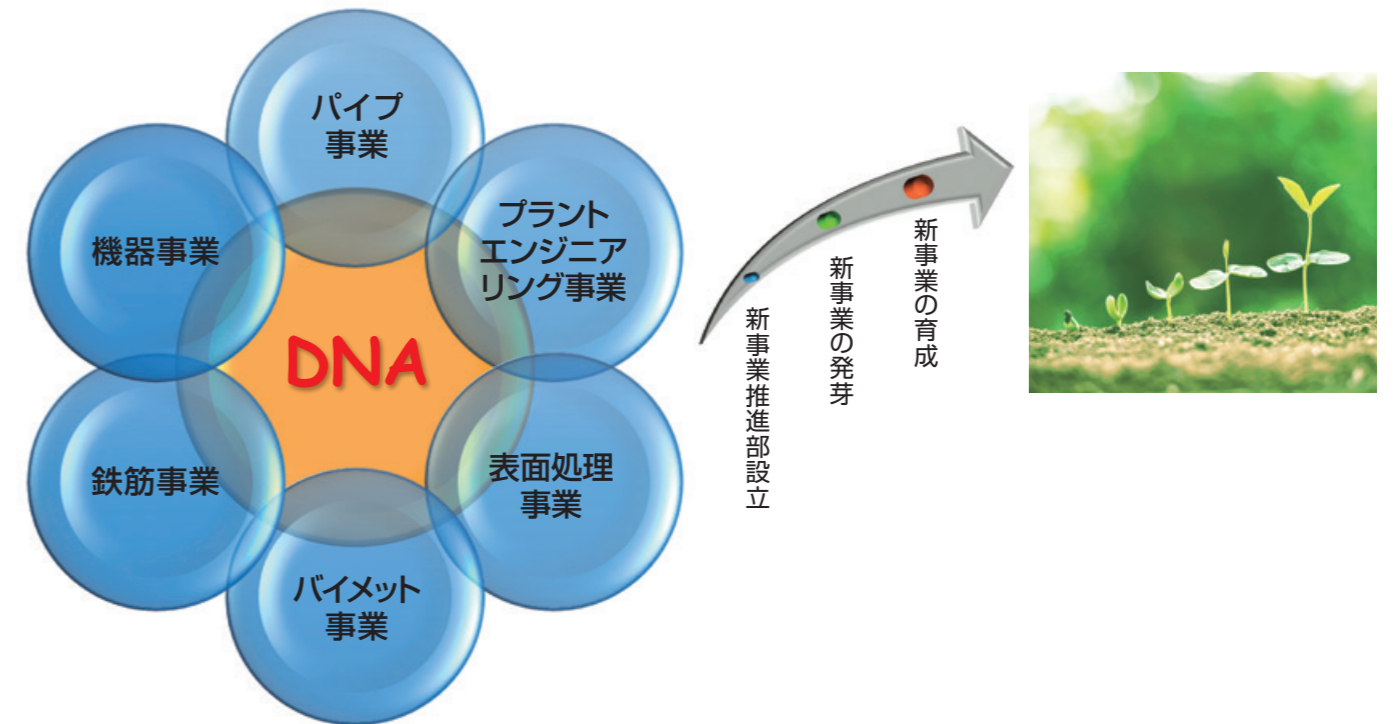 パイプ
事業
プラント
エンジニア
リング事業
表面処理
事業
バイメット
事業
鉄筋事業
機器事業
DNA
新事業推進部設立
新事業の発芽
新事業の育成